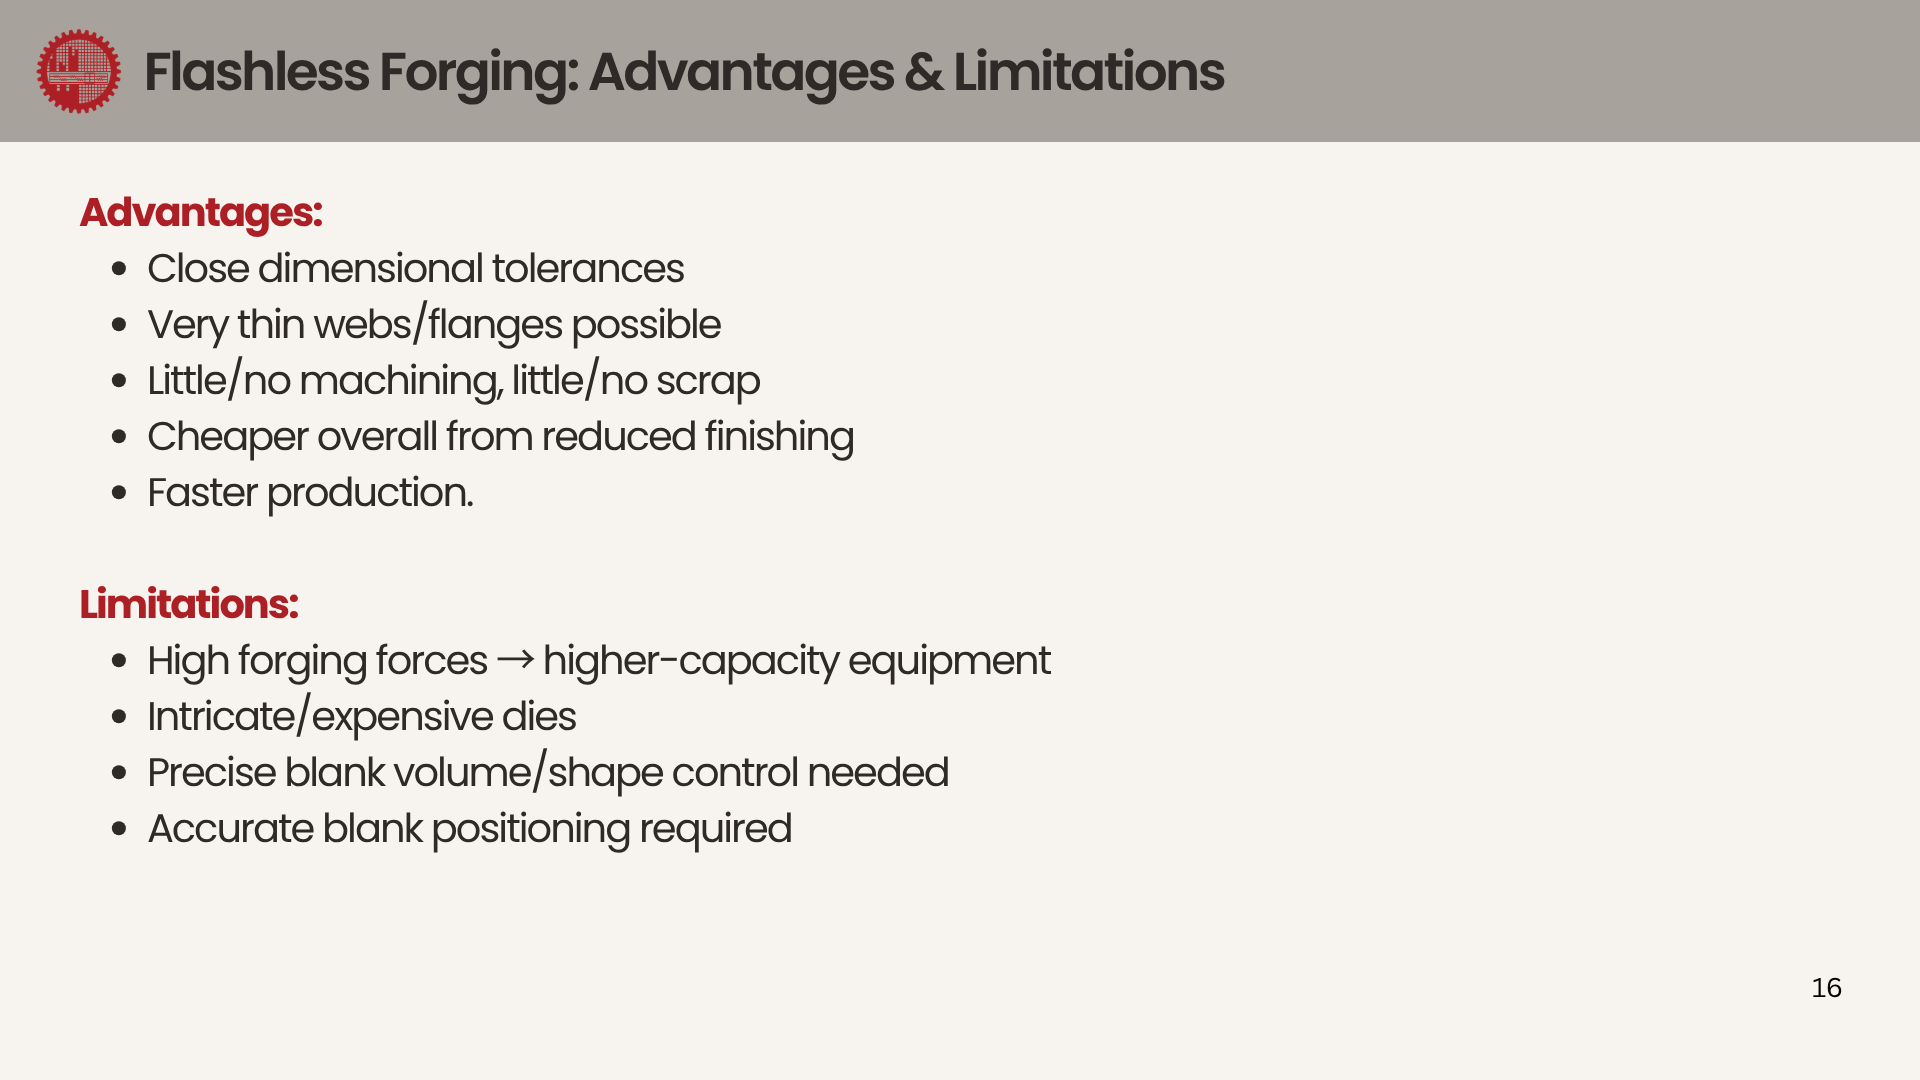 Flashless Forging: Advantages & Limitations
Advantages:
• Close dimensional tolerances
• Very thin webs/flanges possible
• Little/no machining, little/no scrap
• Cheaper overall from reduced finishing
• Faster production.
Limitations:
• High forging forces → higher-capacity equipment
• Intricate/expensive dies
• Precise blank volume/shape control needed
• Accurate blank positioning required
16